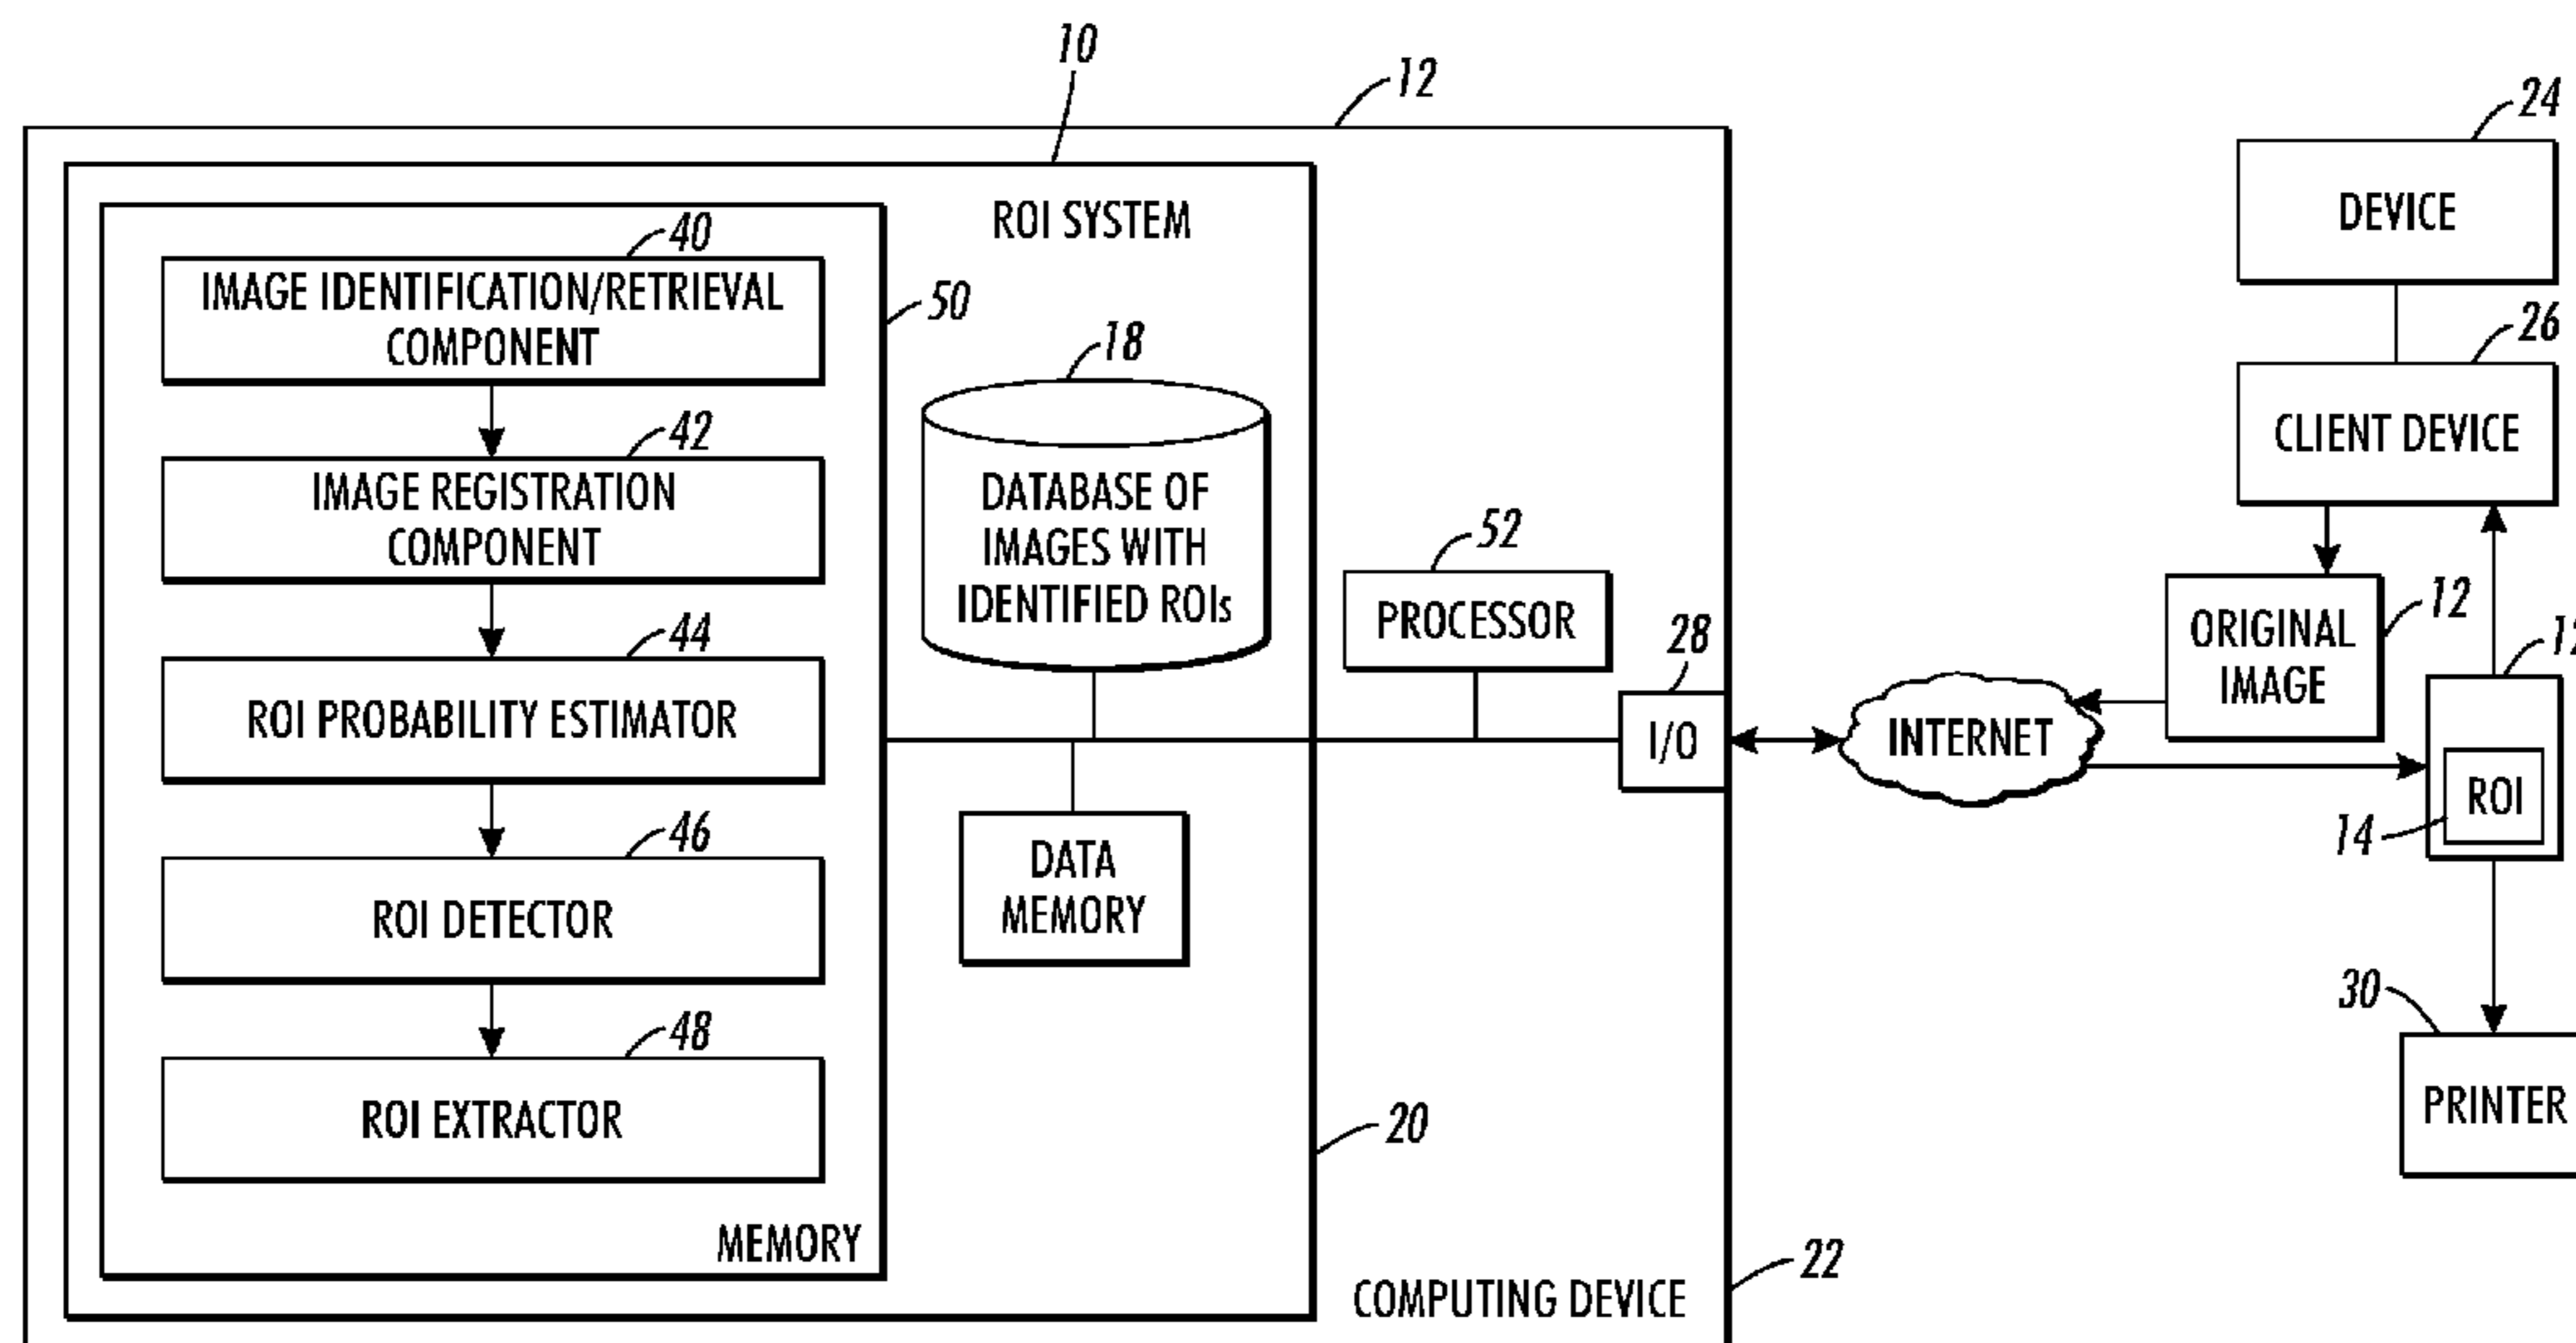 10
12
24
ROI SYSTEM
DEVICE
40
IMAGE IDENTIFICATION/RETRIEVAL
COMPONENT
50
26
CLIENT DEVICE
18
42
IMAGE REGISTRATION
COMPONENT
DATABASE OF
IMAGES WITH
IDENTIFIED ROIs
52
PROCESSOR
12
ORIGINAL
IMAGE
28
I/O
INTERNET
44
ROI PROBABILITY ESTIMATOR
ROI
14
46
ROI DETECTOR
DATA
MEMORY
30
PRINTER
48
ROI EXTRACTOR
20
MEMORY
22
COMPUTING DEVICE